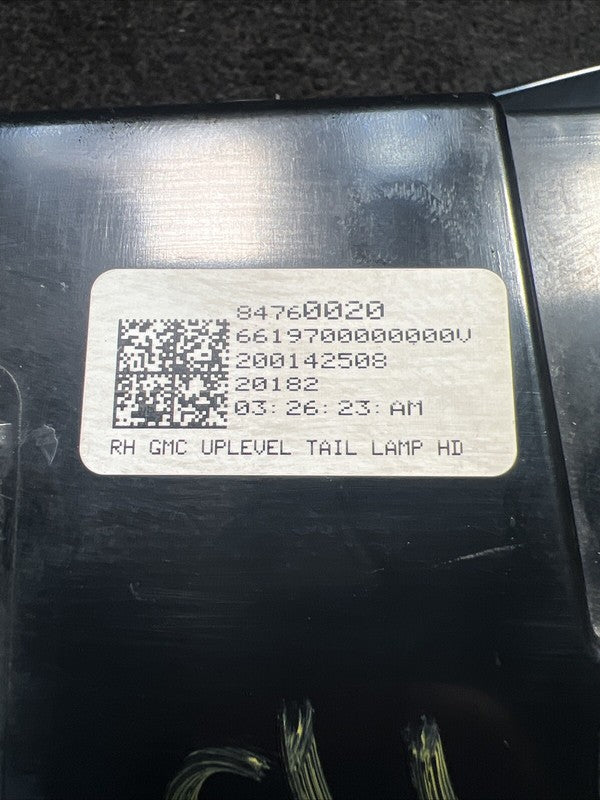 84760020
6619700000000V
200142508
20182
03:26:23:AM
RH GMC UPLEVEL TAIL LAMP HD